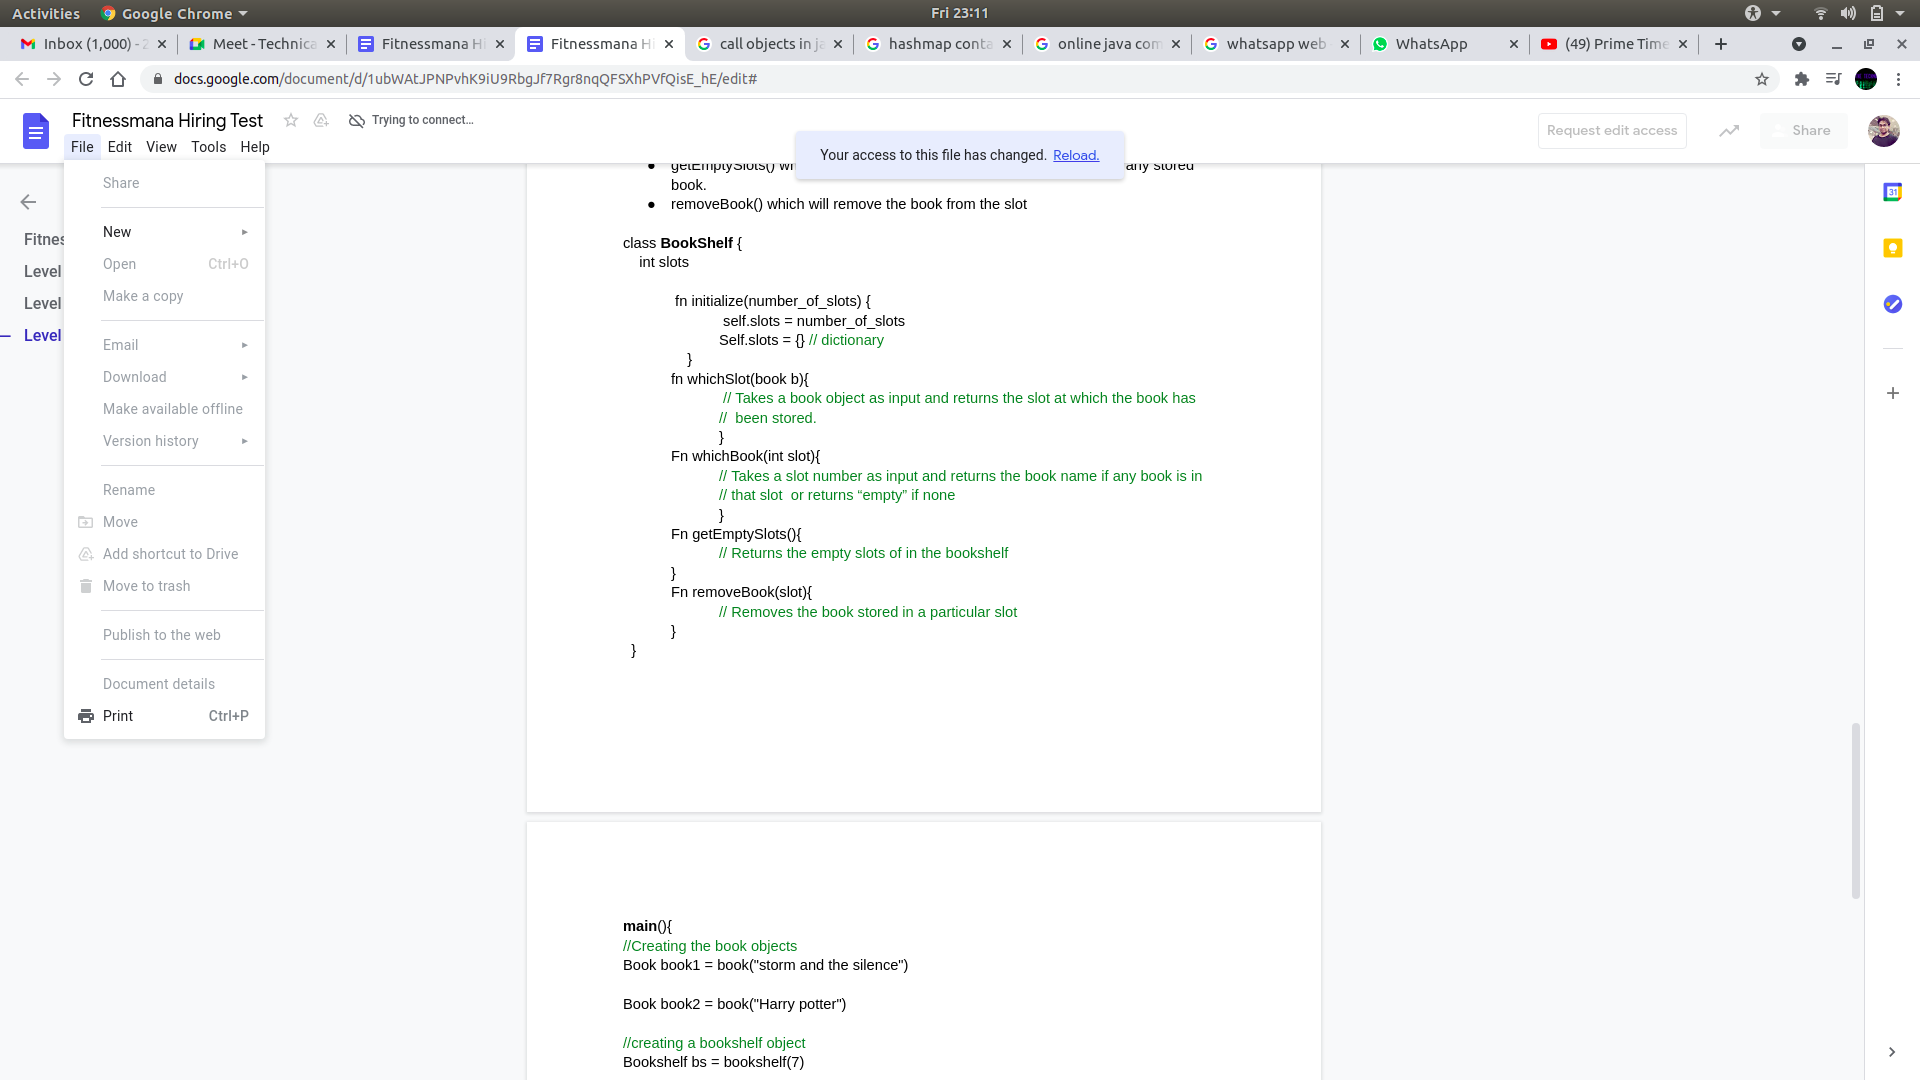 Activities Google Chrome Fri 23:11
Inbox (1,000) - 2 Meet - Technica Fitnessmana Hi Fitnessmana Hi call objects in ja hashmap conta online java com whatsapp web WhatsApp (49) Prime Time
docs.google.com/document/d/1ubWAtJPNPvhK9iU9RbgJf7Rgr8nqQFSXhPVfQisE_hE/edit#
Fitnessmana Hiring Test Trying to connect...
File Edit View Tools Help
Request edit access Share
Your access to this file has changed. Reload.
Share
New
Open Ctrl+O
Make a copy
Email
Download
Make available offline
Version history
Rename
Move
Add shortcut to Drive
Move to trash
Publish to the web
Document details
Print Ctrl+P
Fitnes
Level
Level
Level
● getEmptySlots() any stored
book.
● removeBook() which will remove the book from the slot
class BookShelf {
int slots
fn initialize(number_of_slots) {
self.slots = number_of_slots
Self.slots = {} // dictionary
}
fn whichSlot(book b){
// Takes a book object as input and returns the slot at which the book has
// been stored.
}
Fn whichBook(int slot){
// Takes a slot number as input and returns the book name if any book is in
// that slot or returns “empty” if none
}
Fn getEmptySlots(){
// Returns the empty slots of in the bookshelf
}
Fn removeBook(slot){
// Removes the book stored in a particular slot
}
}
main(){
//Creating the book objects
Book book1 = book("storm and the silence")
Book book2 = book("Harry potter")
//creating a bookshelf object
Bookshelf bs = bookshelf(7)
31